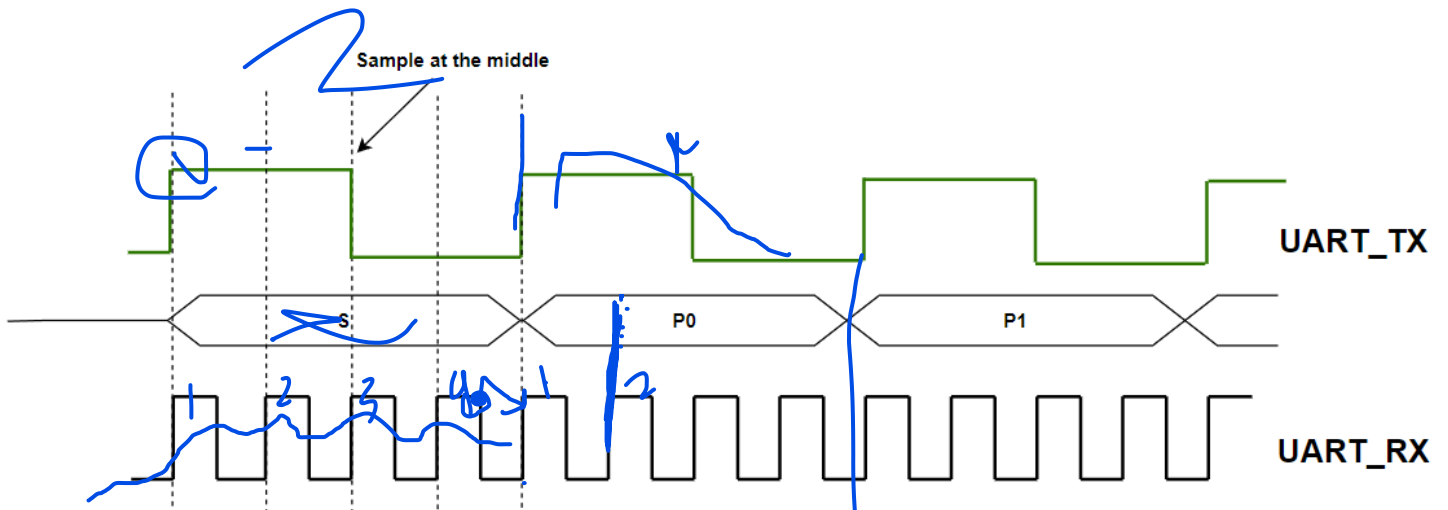 Sample at the middle
UART_TX
S
P0
P1
1 2 3 4 1 2
UART_RX